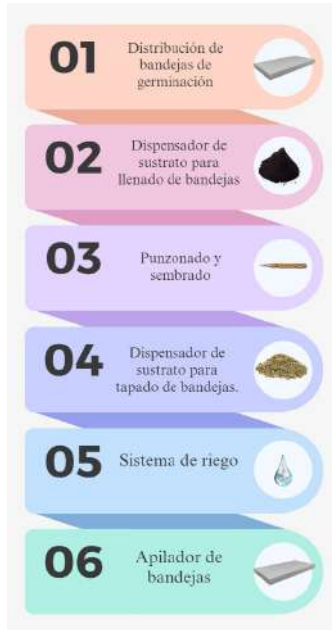 01
Distribución de
bandejas de
germinación
02
Dispensador de
sustrato para
llenado de bandejas
03
Punzonado y
sembrado
04
Dispensador de
sustrato para
tapado de bandejas.
05
Sistema de riego
06
Apilador de
bandejas